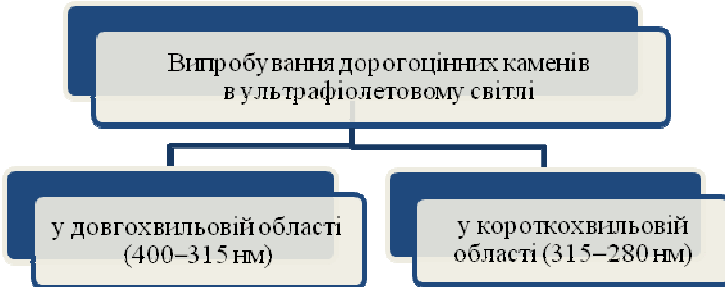 Випробування дорогоцінних каменів
в ультрафіолетовому світлі
у довгохвильовій області
(400–315 нм)
у короткохвильовій
області (315–280 нм)